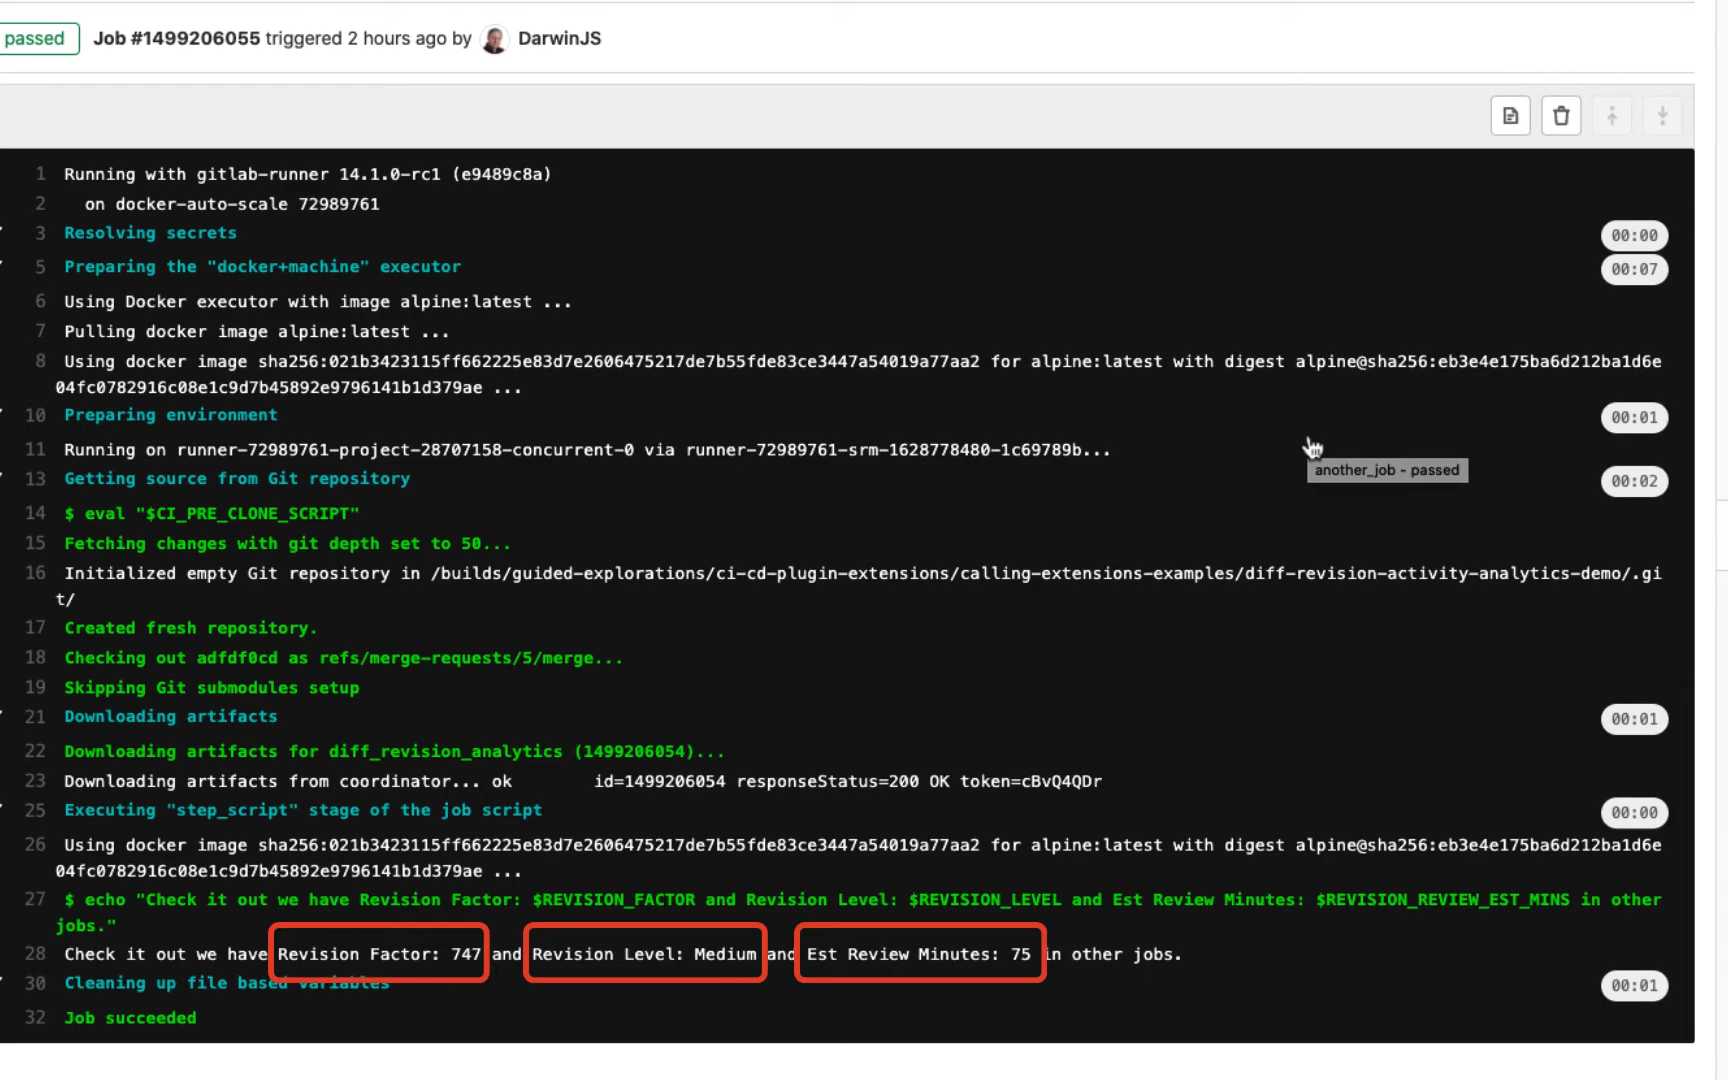 passed Job #1499206055 triggered 2 hours ago by DarwinJS
1 Running with gitlab-runner 14.1.0-rc1 (e9489c8a)
2 on docker-auto-scale 72989761
3 Resolving secrets 00:00
5 Preparing the "docker+machine" executor 00:07
6 Using Docker executor with image alpine:latest ...
7 Pulling docker image alpine:latest ...
8 Using docker image sha256:021b3423115ff662225e83d7e2606475217de7b55fde83ce3447a54019a77aa2 for alpine:latest with digest alpine@sha256:eb3e4e175ba6d212ba1d6e
04fc0782916c08e1c9d7b45892e9796141b1d379ae ...
10 Preparing environment 00:01
11 Running on runner-72989761-project-28707158-concurrent-0 via runner-72989761-srm-1628778480-1c69789b...
another_job - passed
13 Getting source from Git repository 00:02
14 $ eval "$CI_PRE_CLONE_SCRIPT"
15 Fetching changes with git depth set to 50...
16 Initialized empty Git repository in /builds/guided-explorations/ci-cd-plugin-extensions/calling-extensions-examples/diff-revision-activity-analytics-demo/.gi
t/
17 Created fresh repository.
18 Checking out adfdf0cd as refs/merge-requests/5/merge...
19 Skipping Git submodules setup
21 Downloading artifacts 00:01
22 Downloading artifacts for diff_revision_analytics (1499206054)...
23 Downloading artifacts from coordinator... ok id=1499206054 responseStatus=200 OK token=cBvQ4QDr
25 Executing "step_script" stage of the job script 00:00
26 Using docker image sha256:021b3423115ff662225e83d7e2606475217de7b55fde83ce3447a54019a77aa2 for alpine:latest with digest alpine@sha256:eb3e4e175ba6d212ba1d6e
04fc0782916c08e1c9d7b45892e9796141b1d379ae ...
27 $ echo "Check it out we have Revision Factor: $REVISION_FACTOR and Revision Level: $REVISION_LEVEL and Est Review Minutes: $REVISION_REVIEW_EST_MINS in other
jobs."
28 Check it out we have Revision Factor: 747 and Revision Level: Medium and Est Review Minutes: 75 in other jobs.
30 Cleaning up file based variables 00:01
32 Job succeeded